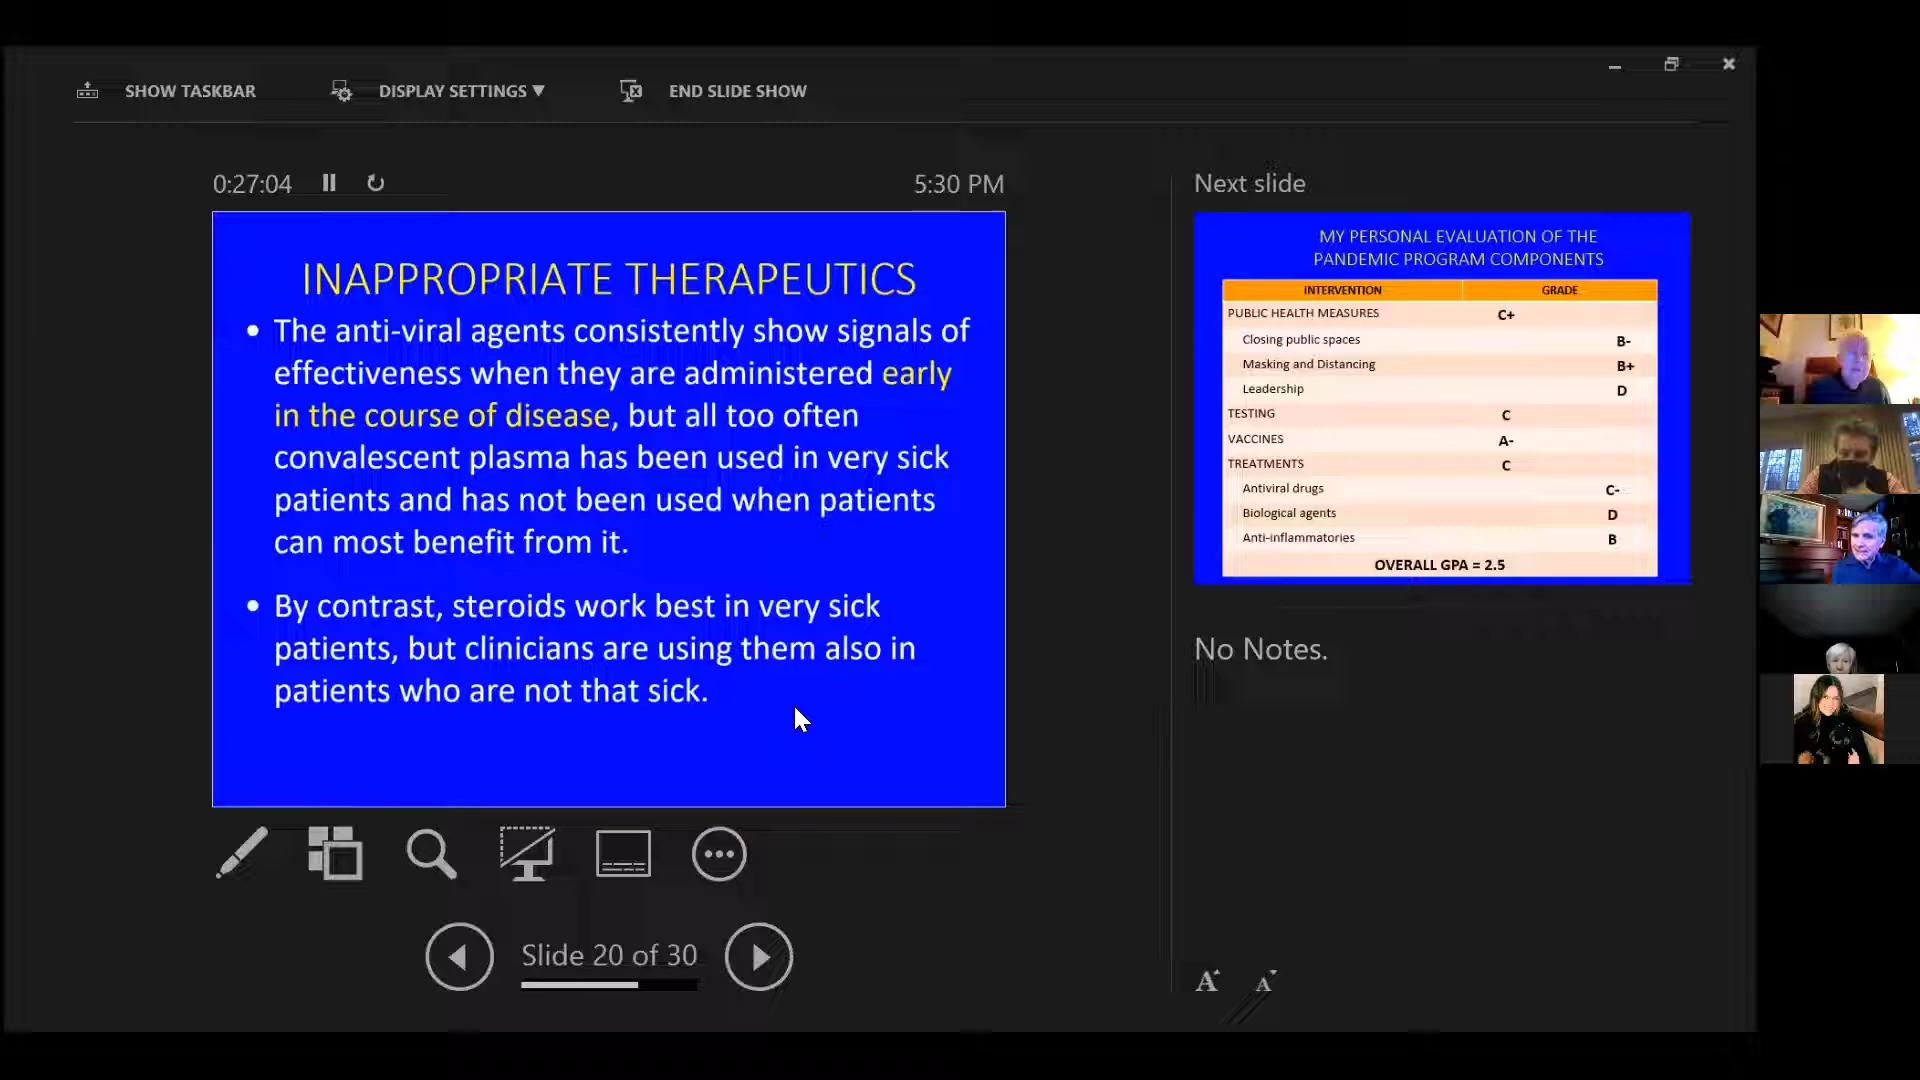 SHOW TASKBAR
DISPLAY SETTINGS ▼
END SLIDE SHOW
0:27:04
5:30 PM
INAPPROPRIATE THERAPEUTICS
• The anti-viral agents consistently show signals of
effectiveness when they are administered early
in the course of disease, but all too often
convalescent plasma has been used in very sick
patients and has not been used when patients
can most benefit from it.
• By contrast, steroids work best in very sick
patients, but clinicians are using them also in
patients who are not that sick.
Slide 20 of 30
Next slide
MY PERSONAL EVALUATION OF THE
PANDEMIC PROGRAM COMPONENTS
INTERVENTION GRADE
PUBLIC HEALTH MEASURES C+
Closing public spaces B-
Masking and Distancing B+
Leadership D
TESTING C
VACCINES A-
TREATMENTS C
Antiviral drugs C-
Biological agents D
Anti-inflammatories B
OVERALL GPA = 2.5
No Notes.
A A